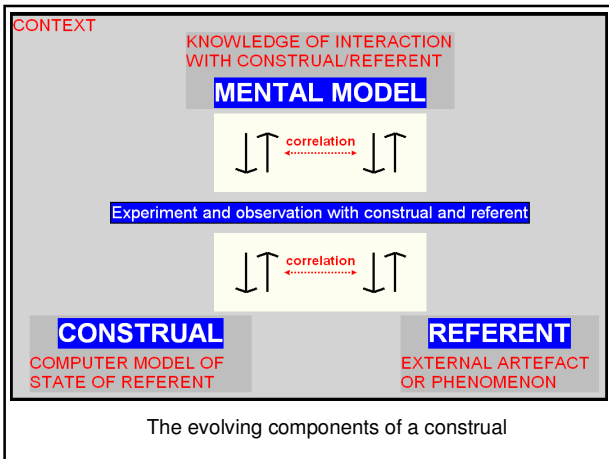 CONTEXT
KNOWLEDGE OF INTERACTION
WITH CONSTRUAL/REFERENT
MENTAL MODEL
correlation
Experiment and observation with construal and referent
correlation
CONSTRUAL
COMPUTER MODEL OF
STATE OF REFERENT
REFERENT
EXTERNAL ARTEFACT
OR PHENOMENON
The evolving components of a construal